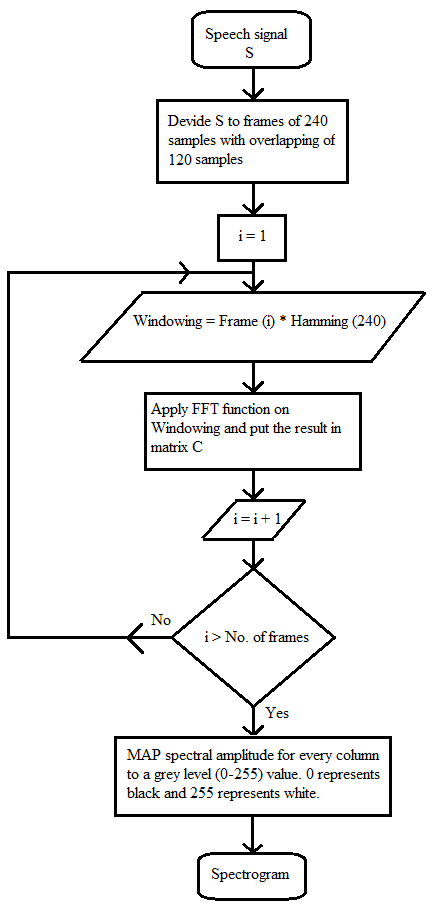 Speech signal
S
Devide S to frames of 240
samples with overlapping of
120 samples
i = 1
Windowing = Frame (i) * Hamming (240)
Apply FFT function on
Windowing and put the result in
matrix C
i = i + 1
i > No. of frames
No
Yes
MAP spectral amplitude for every column
to a grey level (0-255) value. 0 represents
black and 255 represents white.
Spectrogram